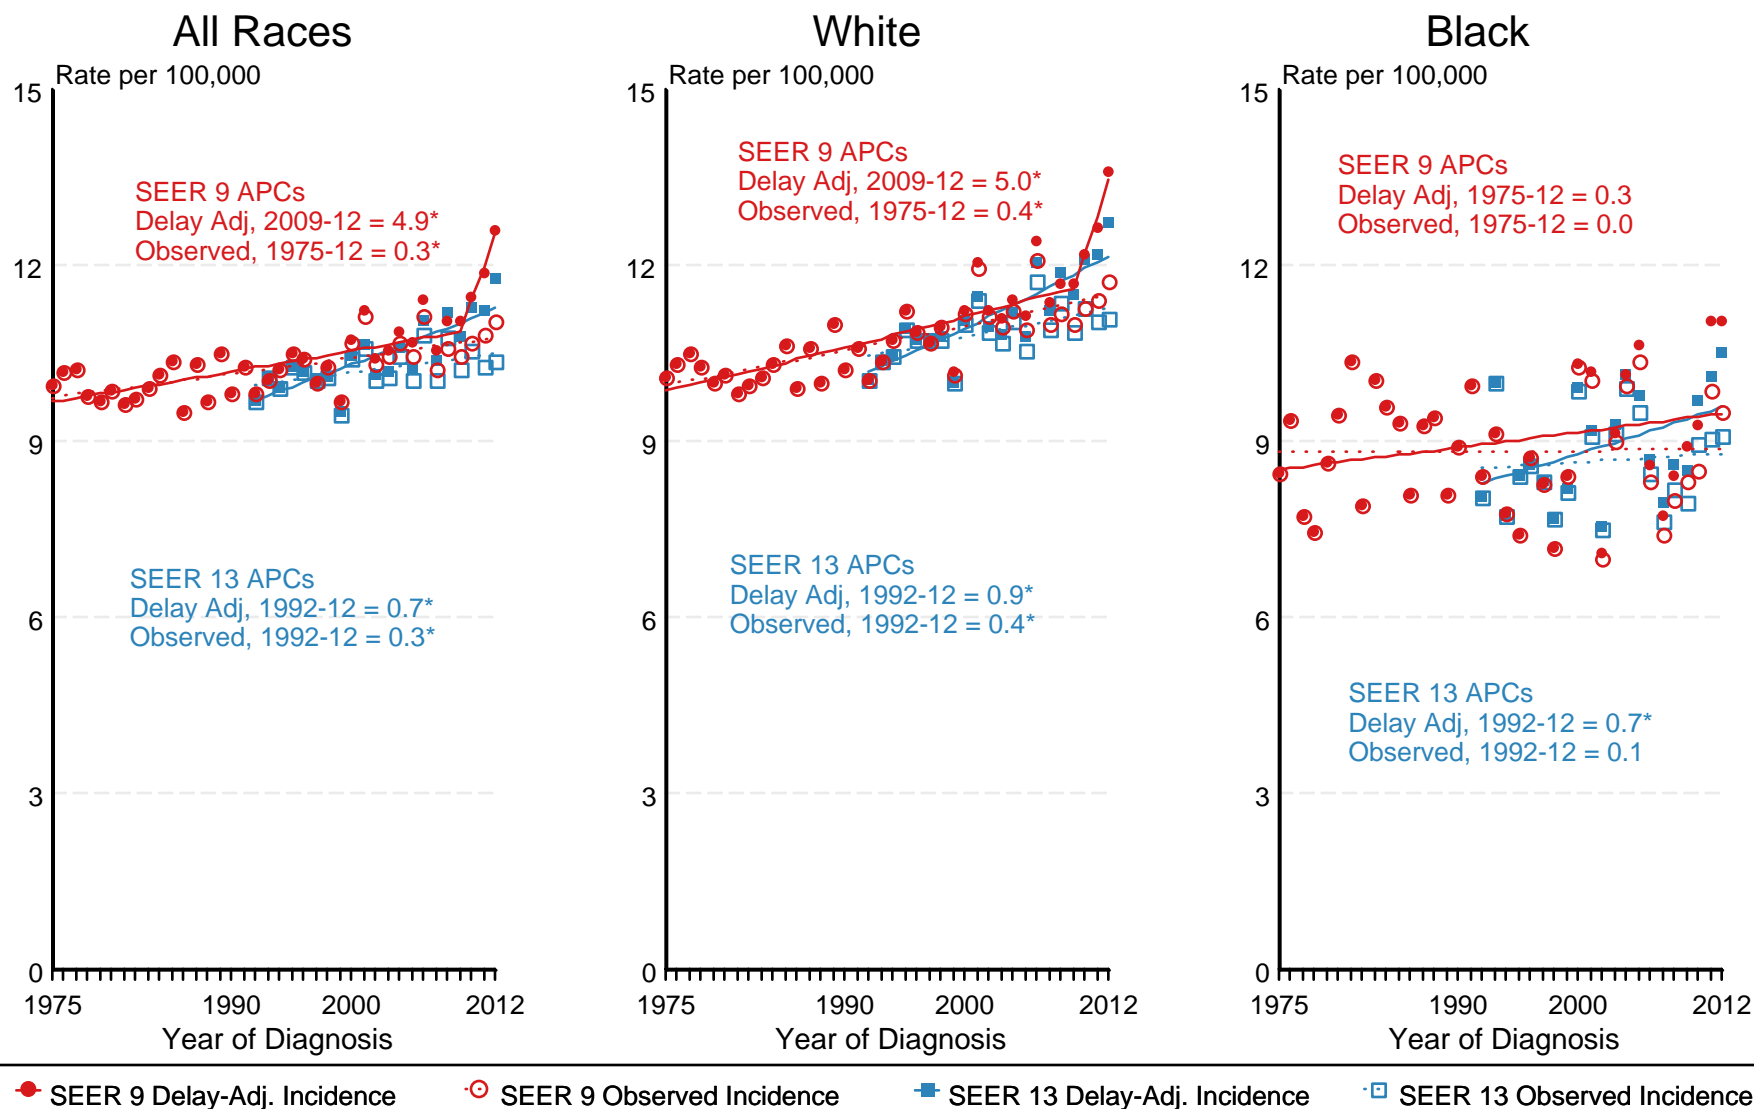 All Races
Rate per 100,000
15
12
9
6
3
0
SEER 9 APCs
Delay Adj, 2009-12 = 4.9*
Observed, 1975-12 = 0.3*
SEER 13 APCs
Delay Adj, 1992-12 = 0.7*
Observed, 1992-12 = 0.3*
1975 1990 2000 2012
Year of Diagnosis
White
Rate per 100,000
15
12
9
6
3
0
SEER 9 APCs
Delay Adj, 2009-12 = 5.0*
Observed, 1975-12 = 0.4*
SEER 13 APCs
Delay Adj, 1992-12 = 0.9*
Observed, 1992-12 = 0.4*
1975 1990 2000 2012
Year of Diagnosis
Black
Rate per 100,000
15
12
9
6
3
0
SEER 9 APCs
Delay Adj, 1975-12 = 0.3
Observed, 1975-12 = 0.0
SEER 13 APCs
Delay Adj, 1992-12 = 0.7*
Observed, 1992-12 = 0.1
1975 1990 2000 2012
Year of Diagnosis
SEER 9 Delay-Adj. Incidence SEER 9 Observed Incidence SEER 13 Delay-Adj. Incidence SEER 13 Observed Incidence